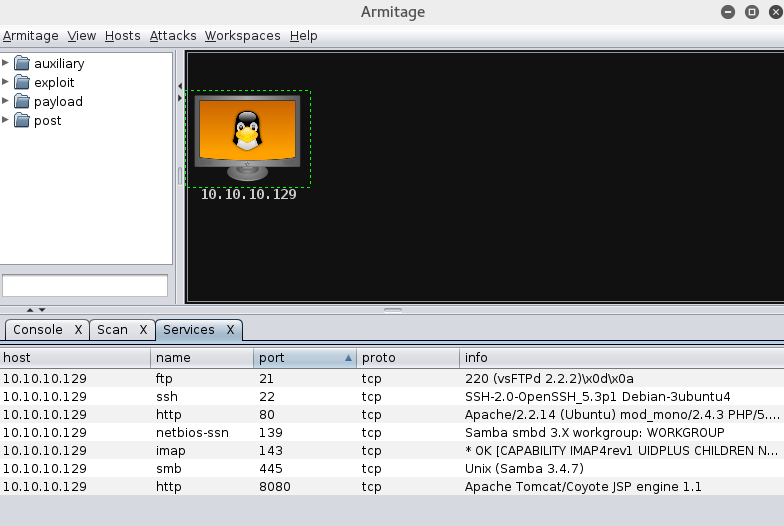 Armitage
Armitage View Hosts Attacks Workspaces Help
auxiliary
exploit
payload
post
10.10.10.129
Console X Scan X Services X
host name port proto info
10.10.10.129 ftp 21 tcp 220 (vsFTPd 2.2.2)\x0d\x0a
10.10.10.129 ssh 22 tcp SSH-2.0-OpenSSH_5.3p1 Debian-3ubuntu4
10.10.10.129 http 80 tcp Apache/2.2.14 (Ubuntu) mod_mono/2.4.3 PHP/5....
10.10.10.129 netbios-ssn 139 tcp Samba smbd 3.X workgroup: WORKGROUP
10.10.10.129 imap 143 tcp * OK [CAPABILITY IMAP4rev1 UIDPLUS CHILDREN N...
10.10.10.129 smb 445 tcp Unix (Samba 3.4.7)
10.10.10.129 http 8080 tcp Apache Tomcat/Coyote JSP engine 1.1